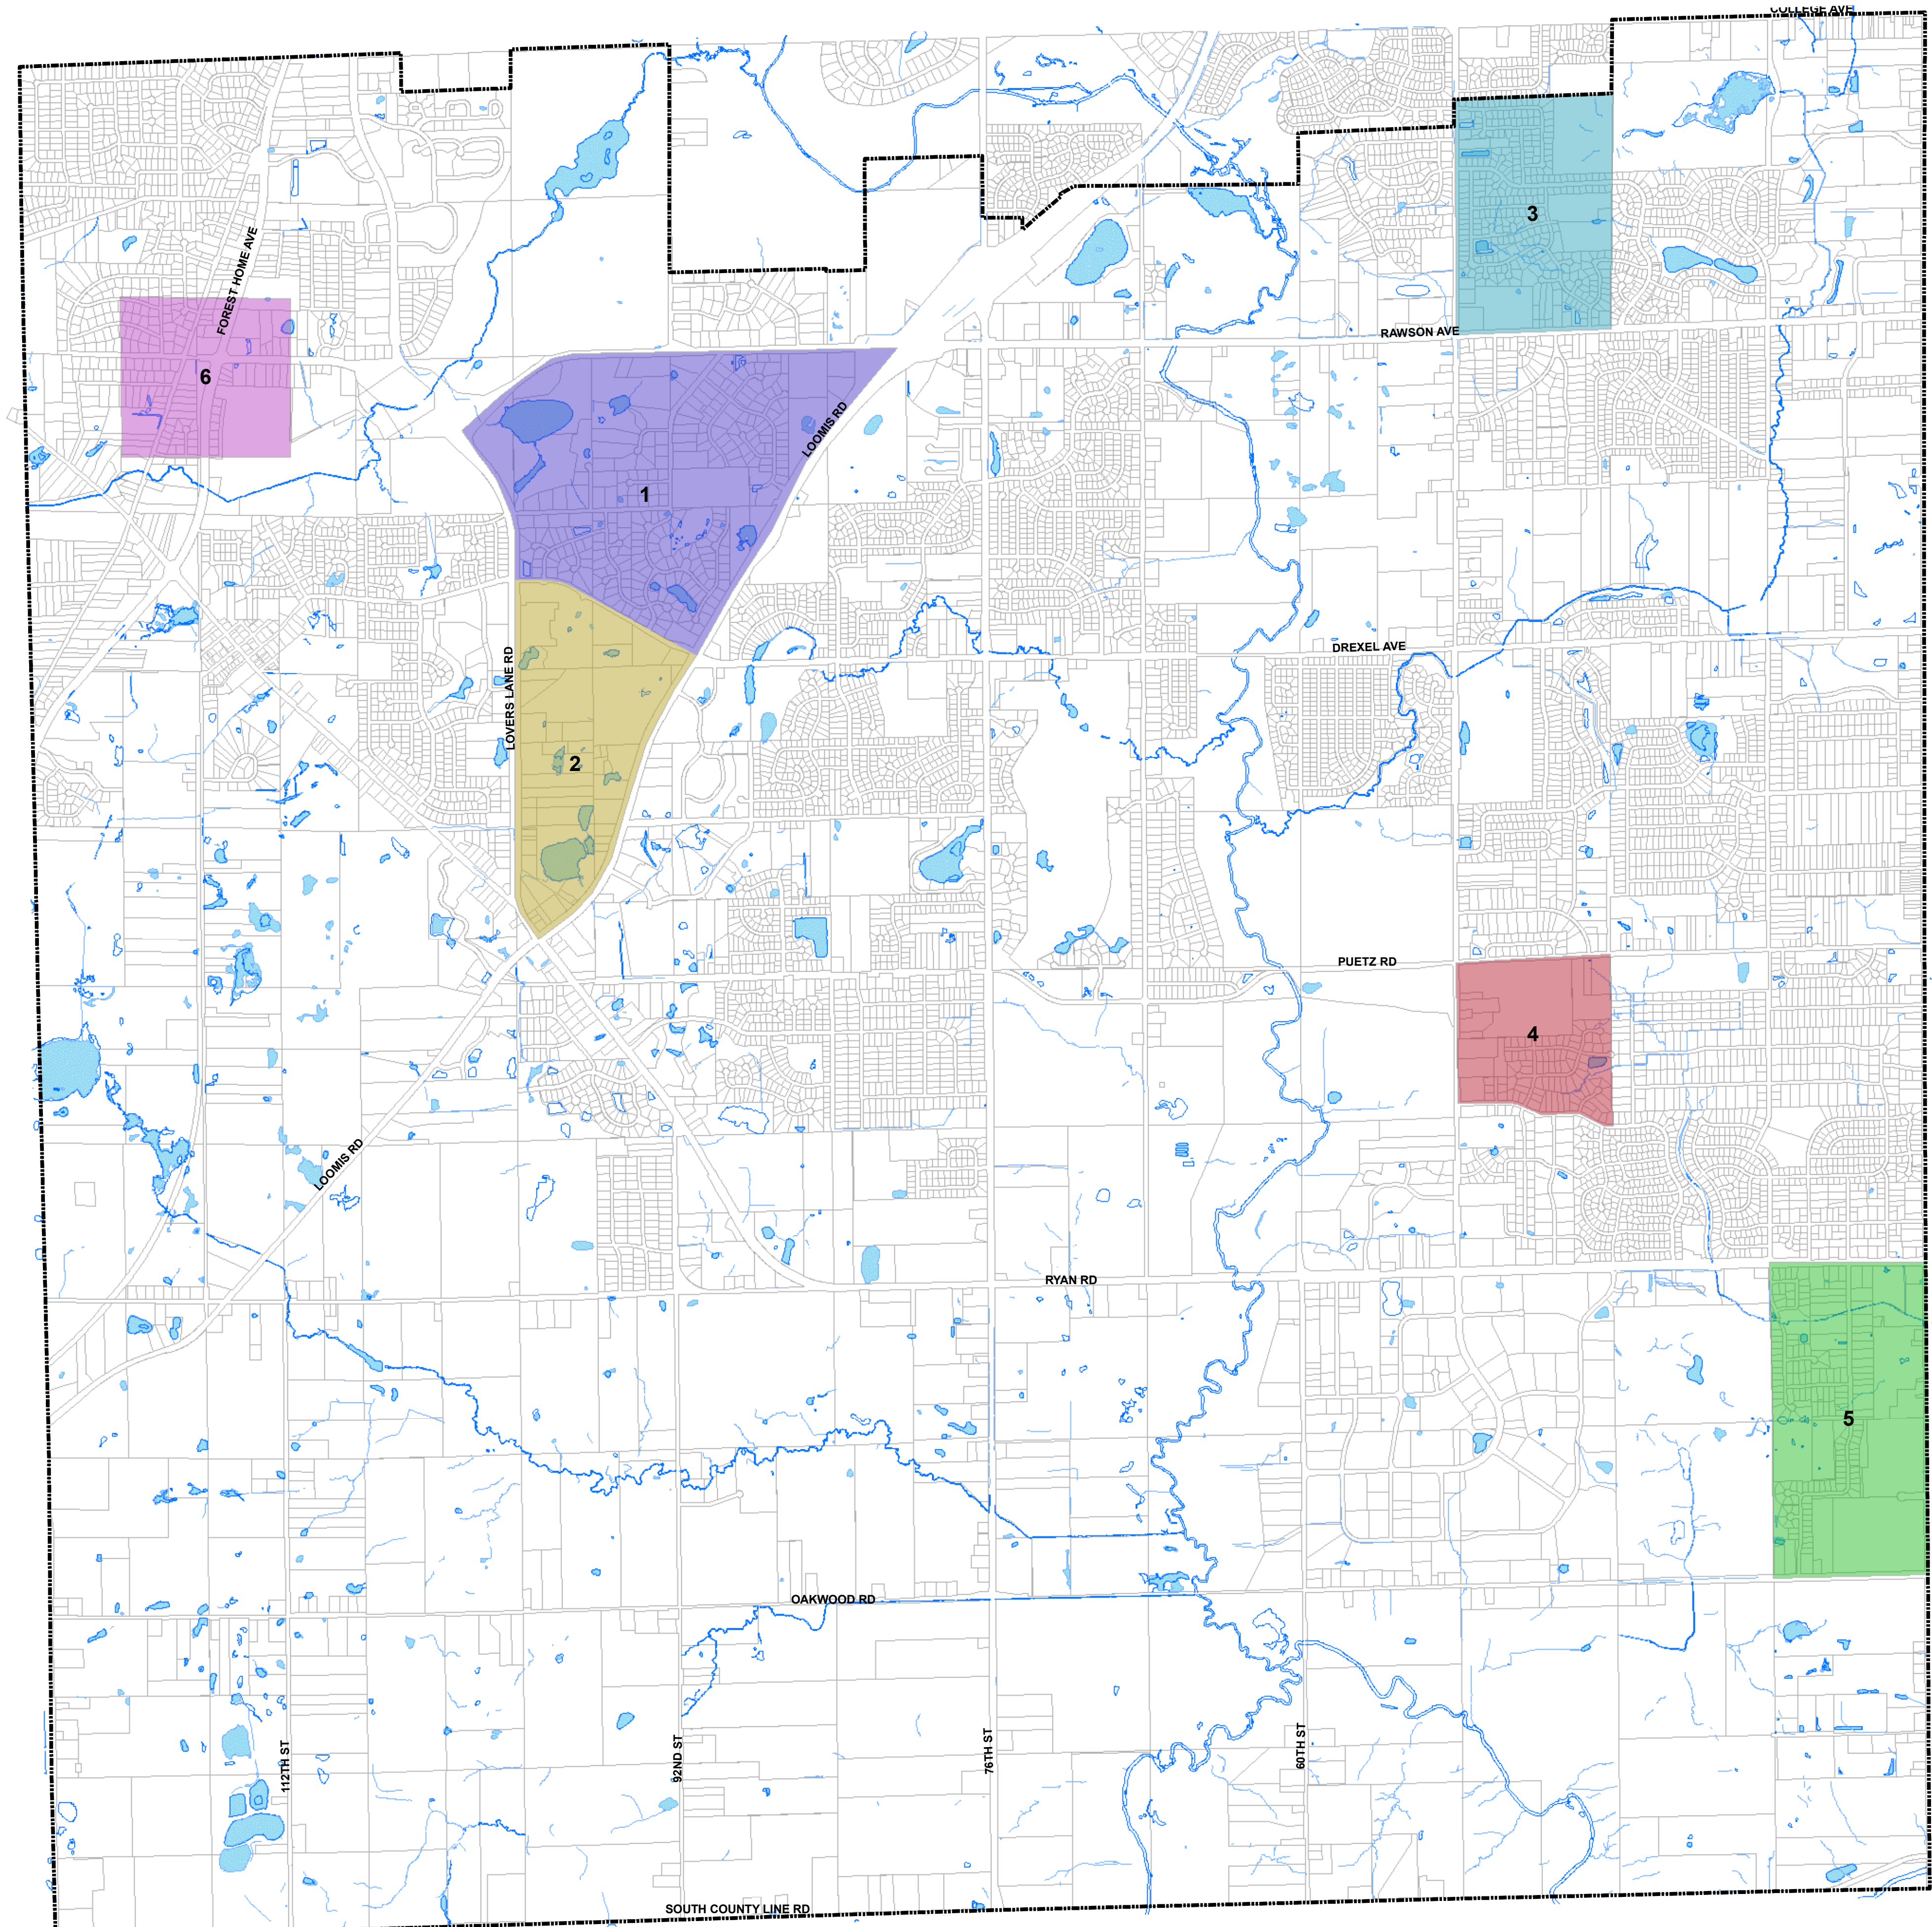 COLLEGE AVE
3
FOREST HOME AVE
RAWSON AVE
6
LOOMIS RD
1
DREXEL AVE
LOVERS LANE RD
2
PUETZ RD
4
LOOMIS RD
RYAN RD
5
OAKWOOD RD
112TH ST
92ND ST
76TH ST
60TH ST
SOUTH COUNTY LINE RD